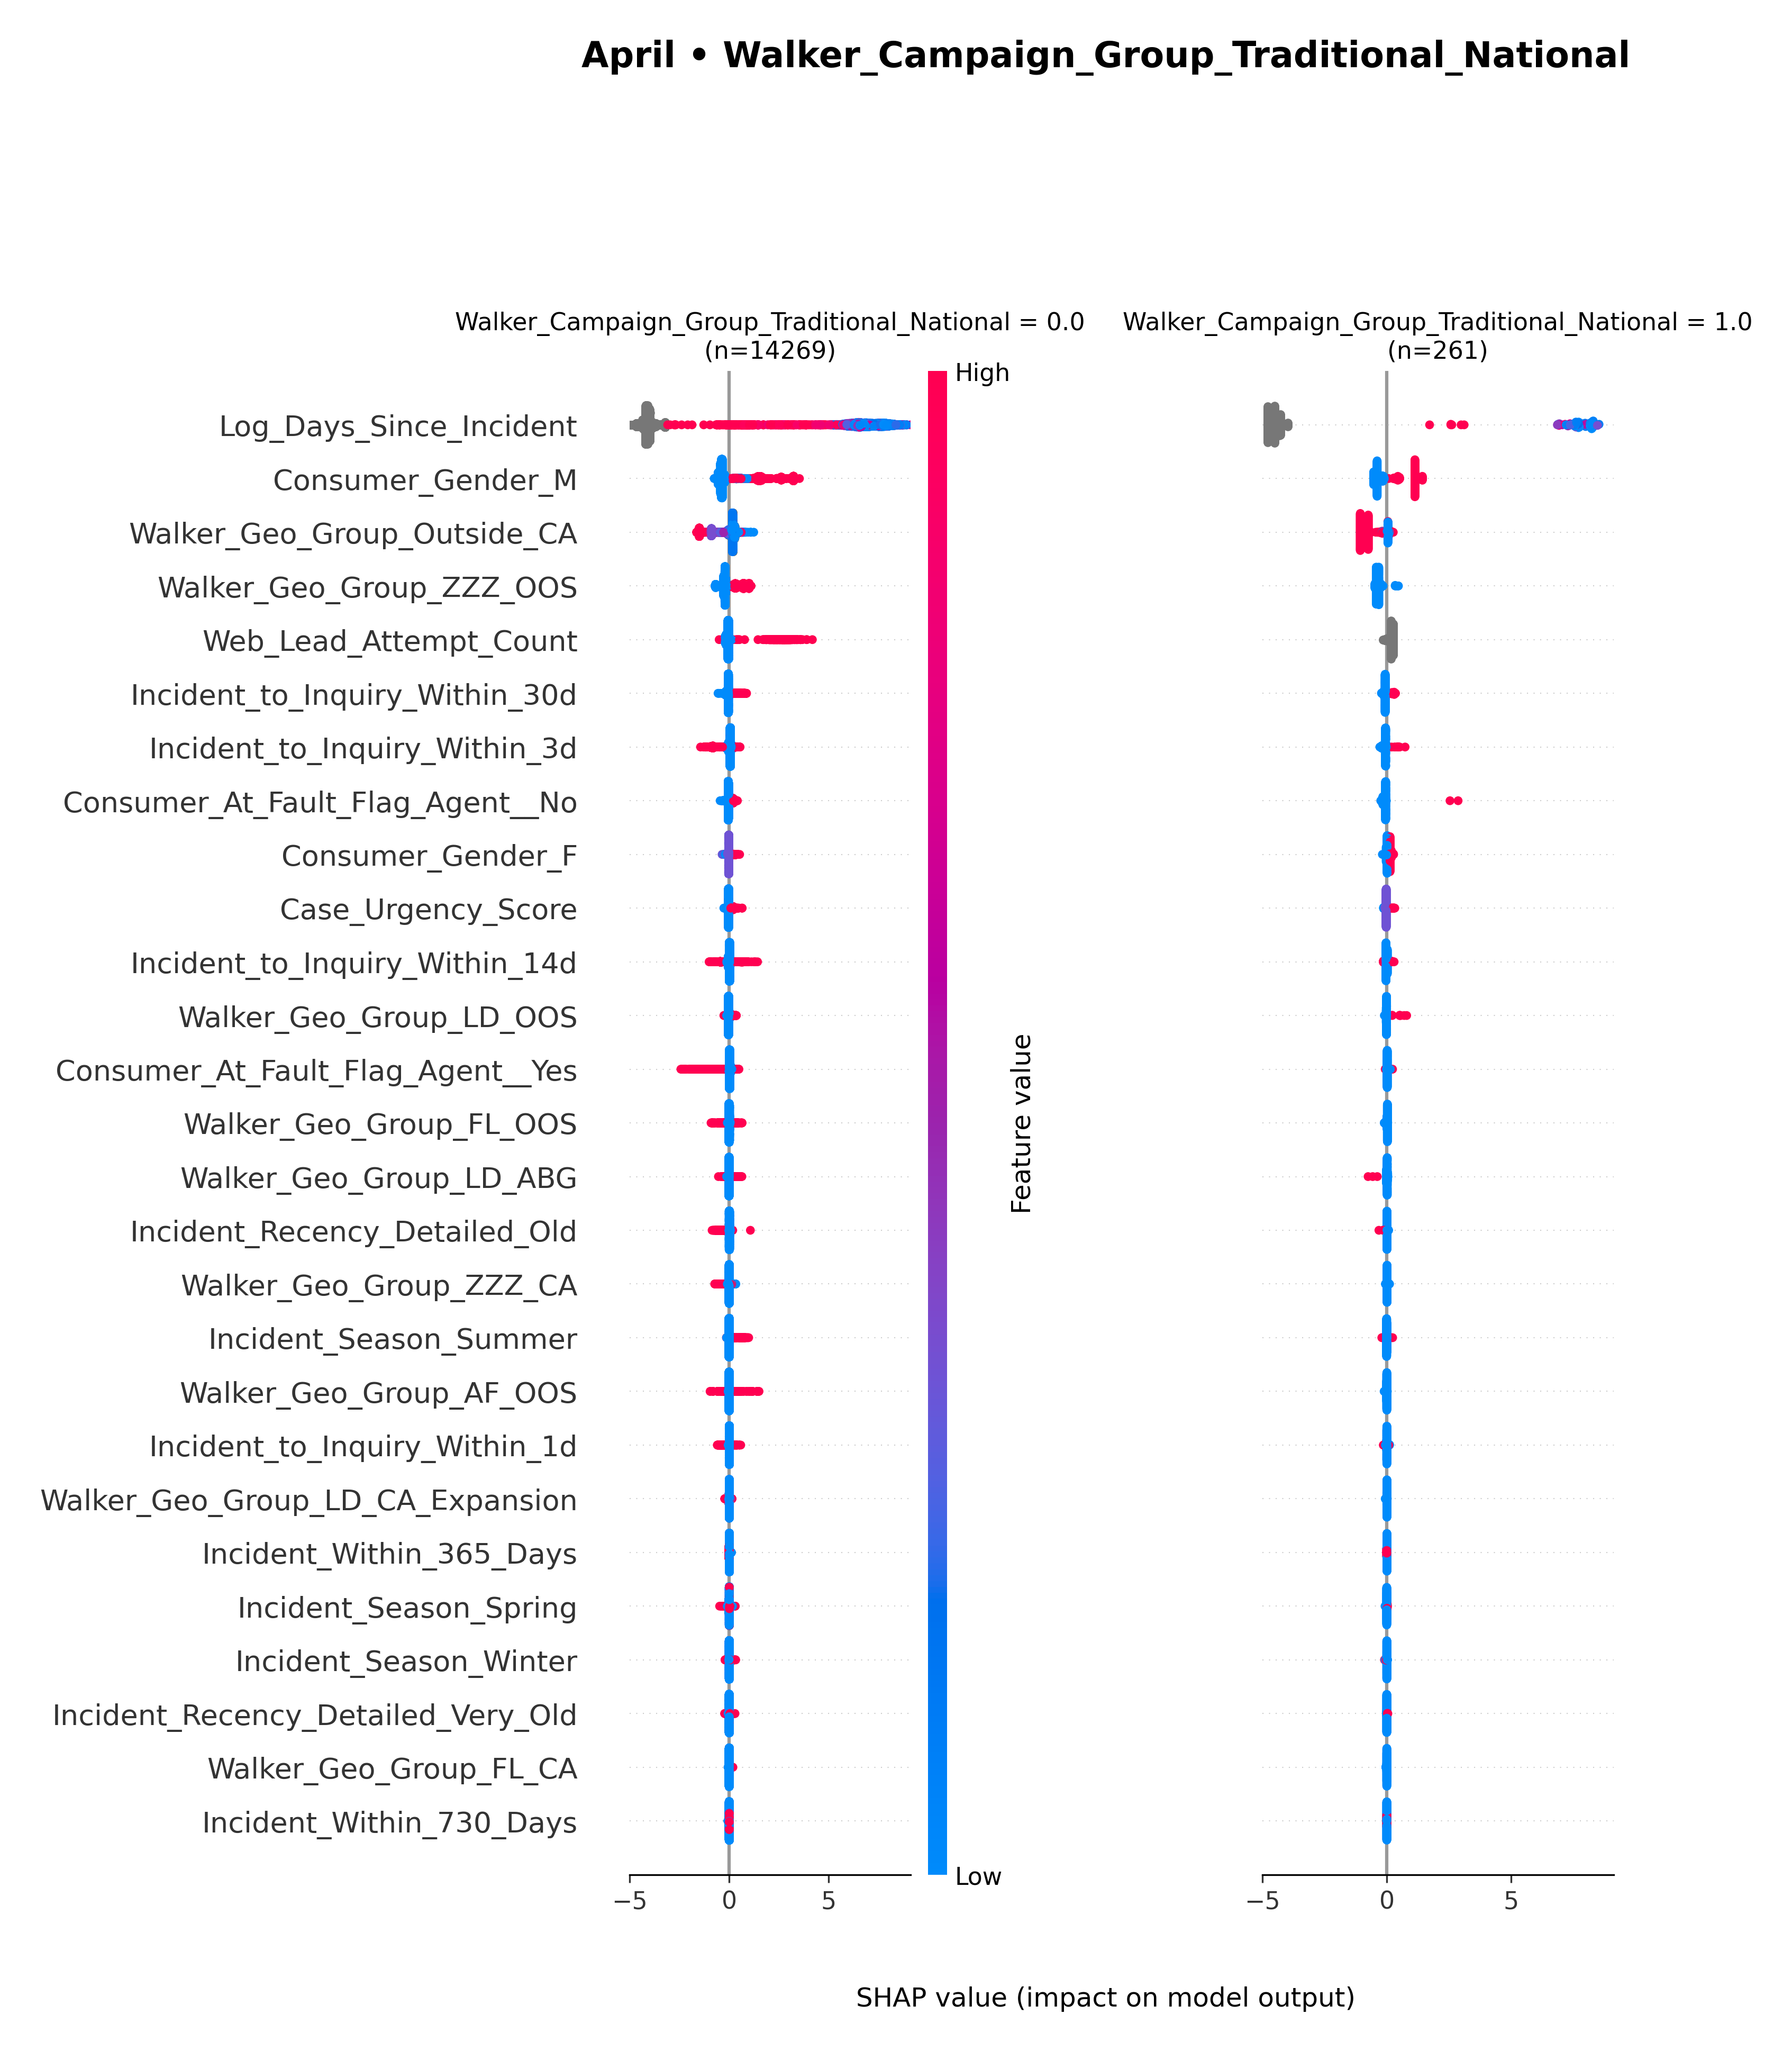 April • Walker_Campaign_Group_Traditional_National
Walker_Campaign_Group_Traditional_National = 0.0
(n=14269)
Walker_Campaign_Group_Traditional_National = 1.0
(n=261)
High
Log_Days_Since_Incident
Consumer_Gender_M
Walker_Geo_Group_Outside_CA
Walker_Geo_Group_ZZZ_OOS
Web_Lead_Attempt_Count
Incident_to_Inquiry_Within_30d
Incident_to_Inquiry_Within_3d
Consumer_At_Fault_Flag_Agent__No
Consumer_Gender_F
Case_Urgency_Score
Incident_to_Inquiry_Within_14d
Walker_Geo_Group_LD_OOS
Consumer_At_Fault_Flag_Agent__Yes
Walker_Geo_Group_FL_OOS
Walker_Geo_Group_LD_ABG
Incident_Recency_Detailed_Old
Walker_Geo_Group_ZZZ_CA
Incident_Season_Summer
Walker_Geo_Group_AF_OOS
Incident_to_Inquiry_Within_1d
Walker_Geo_Group_LD_CA_Expansion
Incident_Within_365_Days
Incident_Season_Spring
Incident_Season_Winter
Incident_Recency_Detailed_Very_Old
Walker_Geo_Group_FL_CA
Incident_Within_730_Days
Feature value
Low
−5 0 5
−5 0 5
SHAP value (impact on model output)